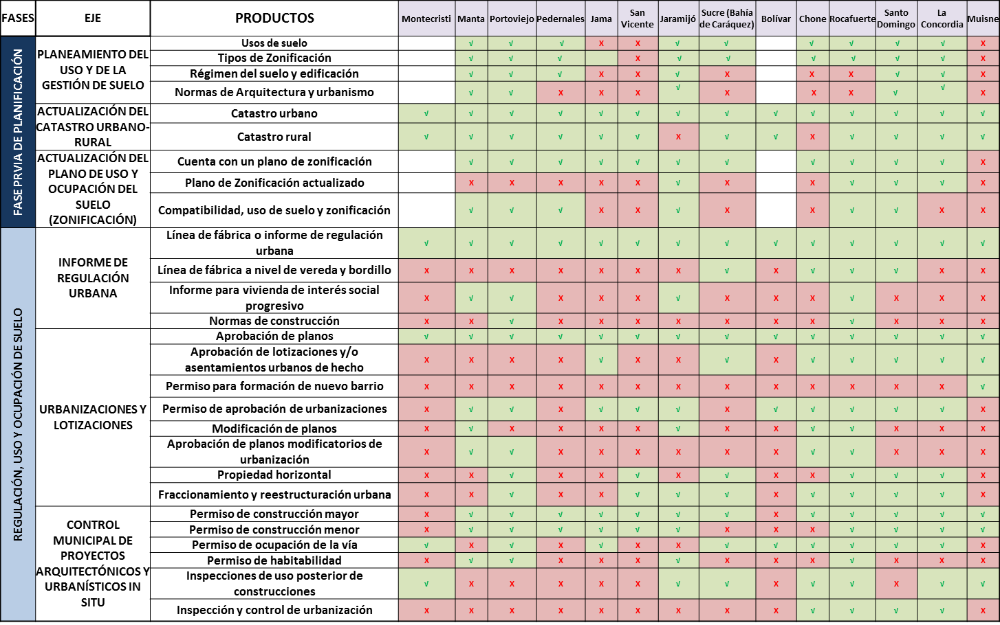 FASES
EJE
PRODUCTOS
Montecristi
Manta
Portoviejo
Pedernales
Jama
San
Vicente
Jaramijó
Sucre (Bahía
de Caráquez)
Bolívar
Chone
Rocafuerte
Santo
Domingo
La
Concordia
Muisne
FASE PRVIA DE PLANIFICACIÓN
PLANEAMIENTO DEL
USO Y DE LA
GESTIÓN DE SUELO
Usos de suelo √ √ √ X X √ √ √ √ √ √ X
Tipos de Zonificación √ √ √ X √ √ √ √ √ √ X
Régimen del suelo y edificación √ √ √ X X √ X X X √ √ X
Normas de Arquitectura y urbanismo √ √ X X X √ X X X √ √ X
ACTUALIZACIÓN DEL
CATASTRO URBANO-
RURAL
Catastro urbano √ √ √ √ √ √ √ √ √ √ √ √ √ √
Catastro rural √ √ √ √ √ √ X √ √ X √ √ √ √
ACTUALIZACIÓN DEL
PLANO DE USO Y
OCUPACIÓN DEL
SUELO
(ZONIFICACIÓN)
Cuenta con un plano de zonificación √ √ √ √ √ √ √ √ √ √ √ X
Plano de Zonificación actualizado X X X X X √ X X √ √ √ X
Compatibilidad, uso de suelo y zonificación √ √ √ X X √ X X √ √ X X
REGULACIÓN, USO Y OCUPACIÓN DE SUELO
INFORME DE
REGULACIÓN
URBANA
Línea de fábrica o informe de regulación
urbana √ √ √ √ √ √ √ √ √ √ √ √ √ √
Línea de fábrica a nivel de vereda y bordillo X X X X X X X √ X √ √ √ X X
Informe para vivienda de interés social
progresivo X √ √ X X X √ X X X √ X X X
Normas de construcción X X √ X X X X X X X √ X X X
URBANIZACIONES Y
LOTIZACIONES
Aprobación de planos √ √ √ √ √ √ √ √ √ √ √ √ √ √
Aprobación de lotizaciones y/o
asentamientos urbanos de hecho X X X X √ X X √ X √ √ √ √ √
Permiso para formación de nuevo barrio X X X X X X X X X X X X X √
Permiso de aprobación de urbanizaciones X √ √ X √ √ √ X √ √ √ √ √ X
Modificación de planos X √ X X X X √ X X √ √ X X X
Aprobación de planos modificatorios de
urbanización X √ √ X X X X X X √ √ X X X
Propiedad horizontal X X √ X X √ X √ X X √ √ √ X
Fraccionamiento y reestructuración urbana X X √ X X √ √ √ X √ √ √ √ X
CONTROL
MUNICIPAL DE
PROYECTOS
ARQUITECTÓNICOS Y
URBANÍSTICOS IN
SITU
Permiso de construcción mayor X √ √ √ √ √ √ √ X √ √ √ √ √
Permiso de construcción menor X √ √ √ √ √ √ X X X √ √ √ √
Permiso de ocupación de la vía √ X √ X √ X X √ √ √ √ √ √ X
Permiso de habitabilidad X √ √ X X X √ X X X √ X X X
Inspecciones de uso posterior de
construcciones √ X X X X X √ √ X √ √ X √ √
Inspección y control de urbanización X X X X X X X X X √ √ √ √ X